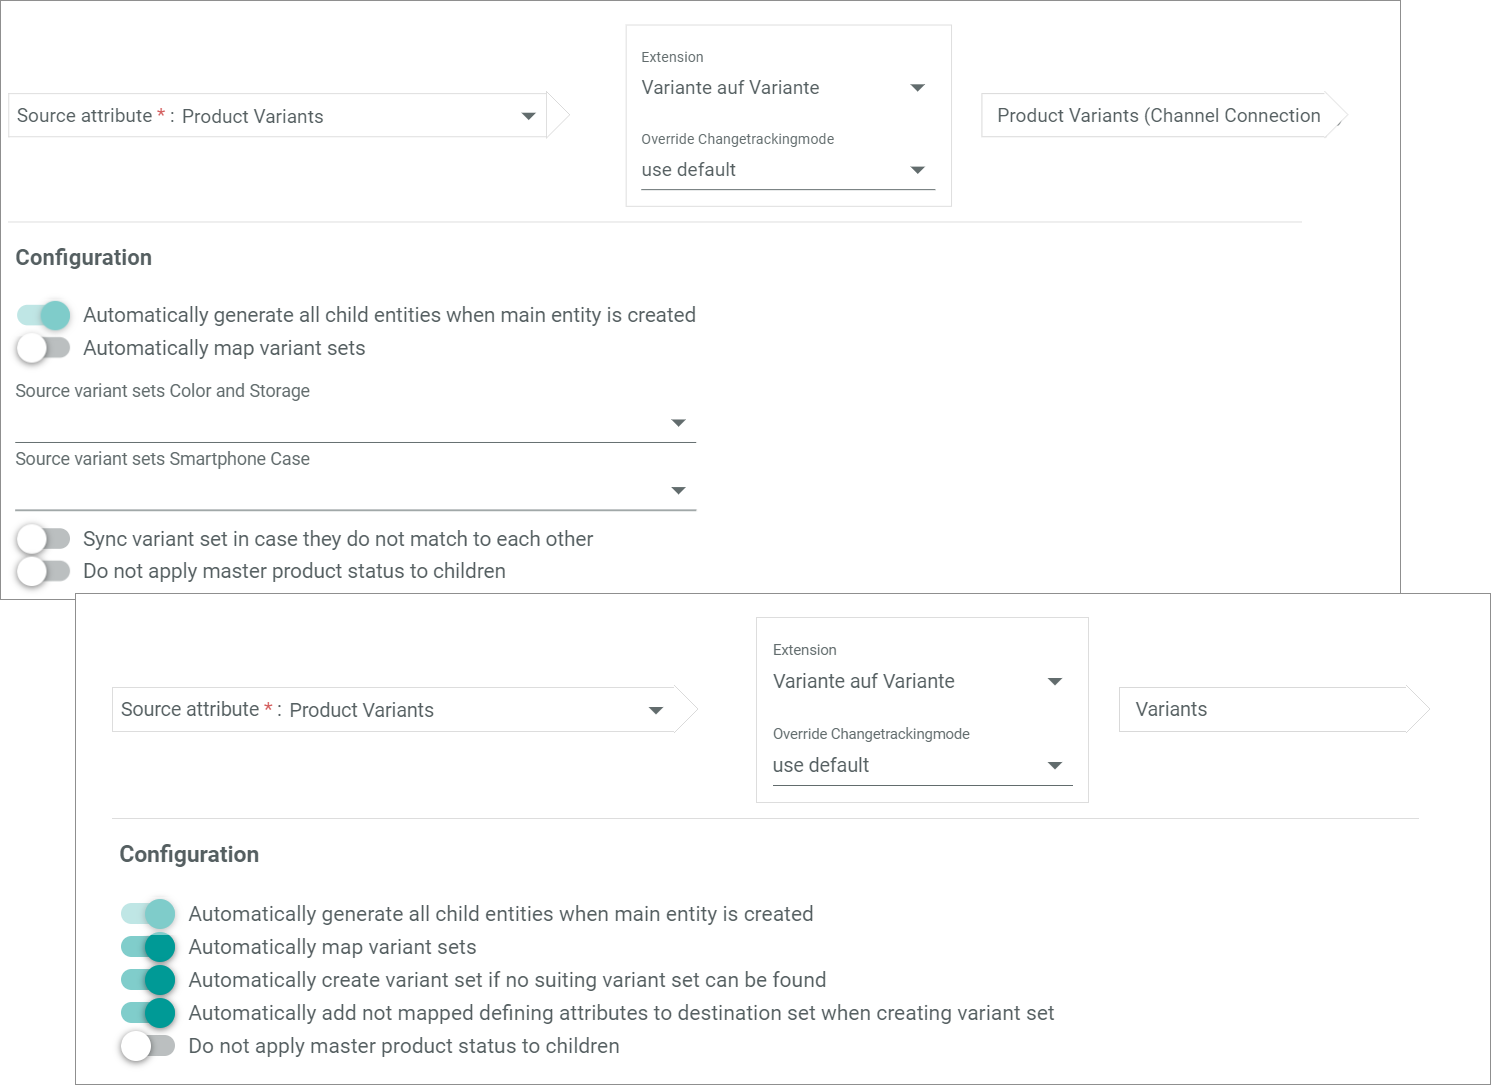 Extension
Variante auf Variante
Source attribute * : Product Variants
Product Variants (Channel Connection
Override Changetrackingmode
use default
Configuration
Automatically generate all child entities when main entity is created
Automatically map variant sets
Source variant sets Color and Storage
Source variant sets Smartphone Case
Sync variant set in case they do not match to each other
Do not apply master product status to children
Extension
Variante auf Variante
Source attribute * : Product Variants
Variants
Override Changetrackingmode
use default
Configuration
Automatically generate all child entities when main entity is created
Automatically map variant sets
Automatically create variant set if no suiting variant set can be found
Automatically add not mapped defining attributes to destination set when creating variant set
Do not apply master product status to children